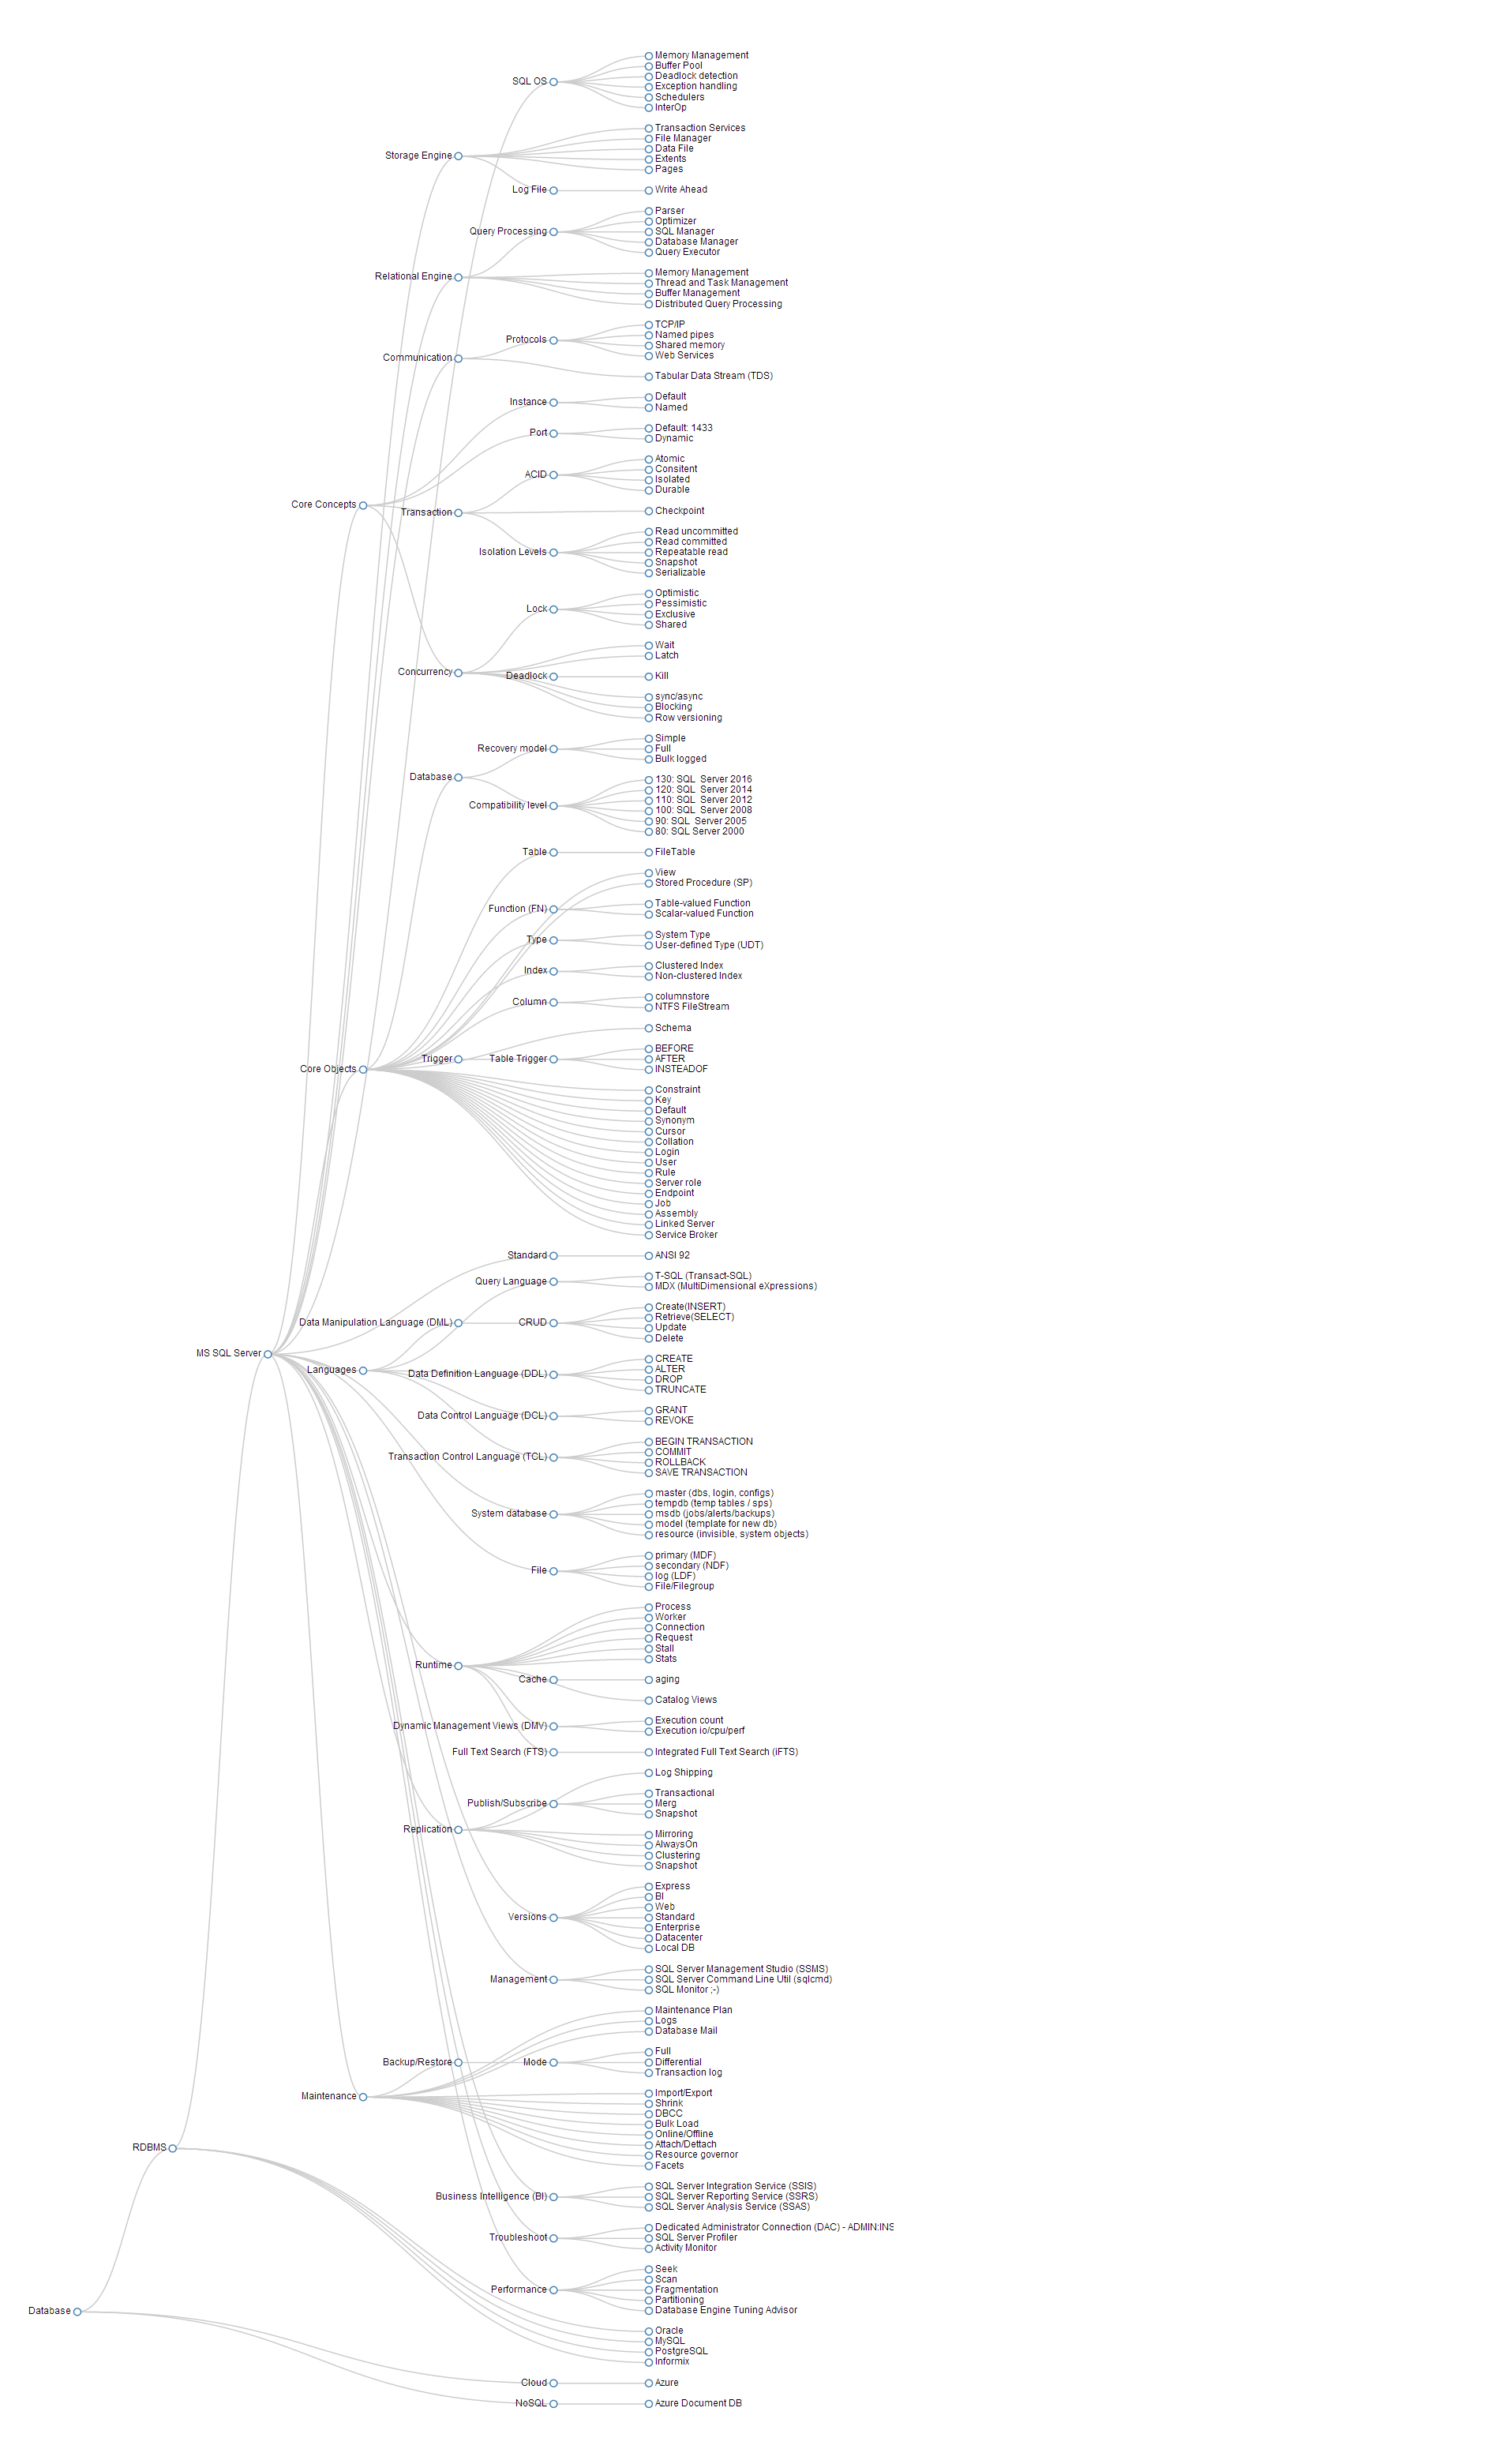 Memory Management
Buffer Pool
SQL OS
Deadlock detection
Exception handling
Schedulers
InterOp
Transaction Services
File Manager
Data File
Storage Engine
Extents
Pages
Log File
Write Ahead
Parser
Optimizer
Query Processing
SQL Manager
Database Manager
Query Executor
Memory Management
Relational Engine
Thread and Task Management
Buffer Management
Distributed Query Processing
TCP/IP
Named pipes
Protocols
Shared memory
Web Services
Communication
Tabular Data Stream (TDS)
Default
Instance
Named
Default: 1433
Port
Dynamic
Atomic
Consitent
ACID
Isolated
Durable
Core Concepts
Transaction
Checkpoint
Read uncommitted
Read committed
Isolation Levels
Repeatable read
Snapshot
Serializable
Optimistic
Pessimistic
Lock
Exclusive
Shared
Wait
Latch
Concurrency
Deadlock
Kill
sync/async
Blocking
Row versioning
Simple
Recovery model
Full
Bulk logged
Database
130: SQL  Server 2016
120: SQL  Server 2014
110: SQL  Server 2012
Compatibility level
100: SQL  Server 2008
90: SQL  Server 2005
80: SQL Server 2000
Table
FileTable
View
Stored Procedure (SP)
Table-valued Function
Function (FN)
Scalar-valued Function
System Type
Type
User-defined Type (UDT)
Clustered Index
Index
Non-clustered Index
columnstore
Column
NTFS FileStream
Schema
BEFORE
Trigger
Table Trigger
AFTER
Core Objects
INSTEADOF
Constraint
Key
Default
Synonym
Cursor
Collation
Login
User
Rule
Server role
Endpoint
Job
Assembly
Linked Server
Service Broker
Standard
ANSI 92
T-SQL (Transact-SQL)
Query Language
MDX (MultiDimensional eXpressions)
Create(INSERT)
Retrieve(SELECT)
Data Manipulation Language (DML)
CRUD
Update
Delete
MS SQL Server
CREATE
Languages
ALTER
Data Definition Language (DDL)
DROP
TRUNCATE
GRANT
Data Control Language (DCL)
REVOKE
BEGIN TRANSACTION
COMMIT
Transaction Control Language (TCL)
ROLLBACK
SAVE TRANSACTION
master (dbs, login, configs)
tempdb (temp tables / sps)
System database
msdb (jobs/alerts/backups)
model (template for new db)
resource (invisible, system objects)
primary (MDF)
secondary (NDF)
File
log (LDF)
File/Filegroup
Process
Worker
Connection
Request
Stall
Stats
Runtime
Cache
aging
Catalog Views
Execution count
Dynamic Management Views (DMV)
Execution io/cpu/perf
Full Text Search (FTS)
Integrated Full Text Search (iFTS)
Log Shipping
Transactional
Publish/Subscribe
Merg
Snapshot
Replication
Mirroring
AlwaysOn
Clustering
Snapshot
Express
BI
Web
Versions
Standard
Enterprise
Datacenter
Local DB
SQL Server Management Studio (SSMS)
Management
SQL Server Command Line Util (sqlcmd)
SQL Monitor ;-)
Maintenance Plan
Logs
Database Mail
Full
Backup/Restore
Mode
Differential
Transaction log
Import/Export
Maintenance
Shrink
DBCC
Bulk Load
Online/Offline
Attach/Dettach
RDBMS
Resource governor
Facets
SQL Server Integration Service (SSIS)
Business Intelligence (BI)
SQL Server Reporting Service (SSRS)
SQL Server Analysis Service (SSAS)
Dedicated Administrator Connection (DAC) - ADMIN:INS
Troubleshoot
SQL Server Profiler
Activity Monitor
Seek
Scan
Performance
Fragmentation
Partitioning
Database
Database Engine Tuning Advisor
Oracle
MySQL
PostgreSQL
Informix
Cloud
Azure
NoSQL
Azure Document DB